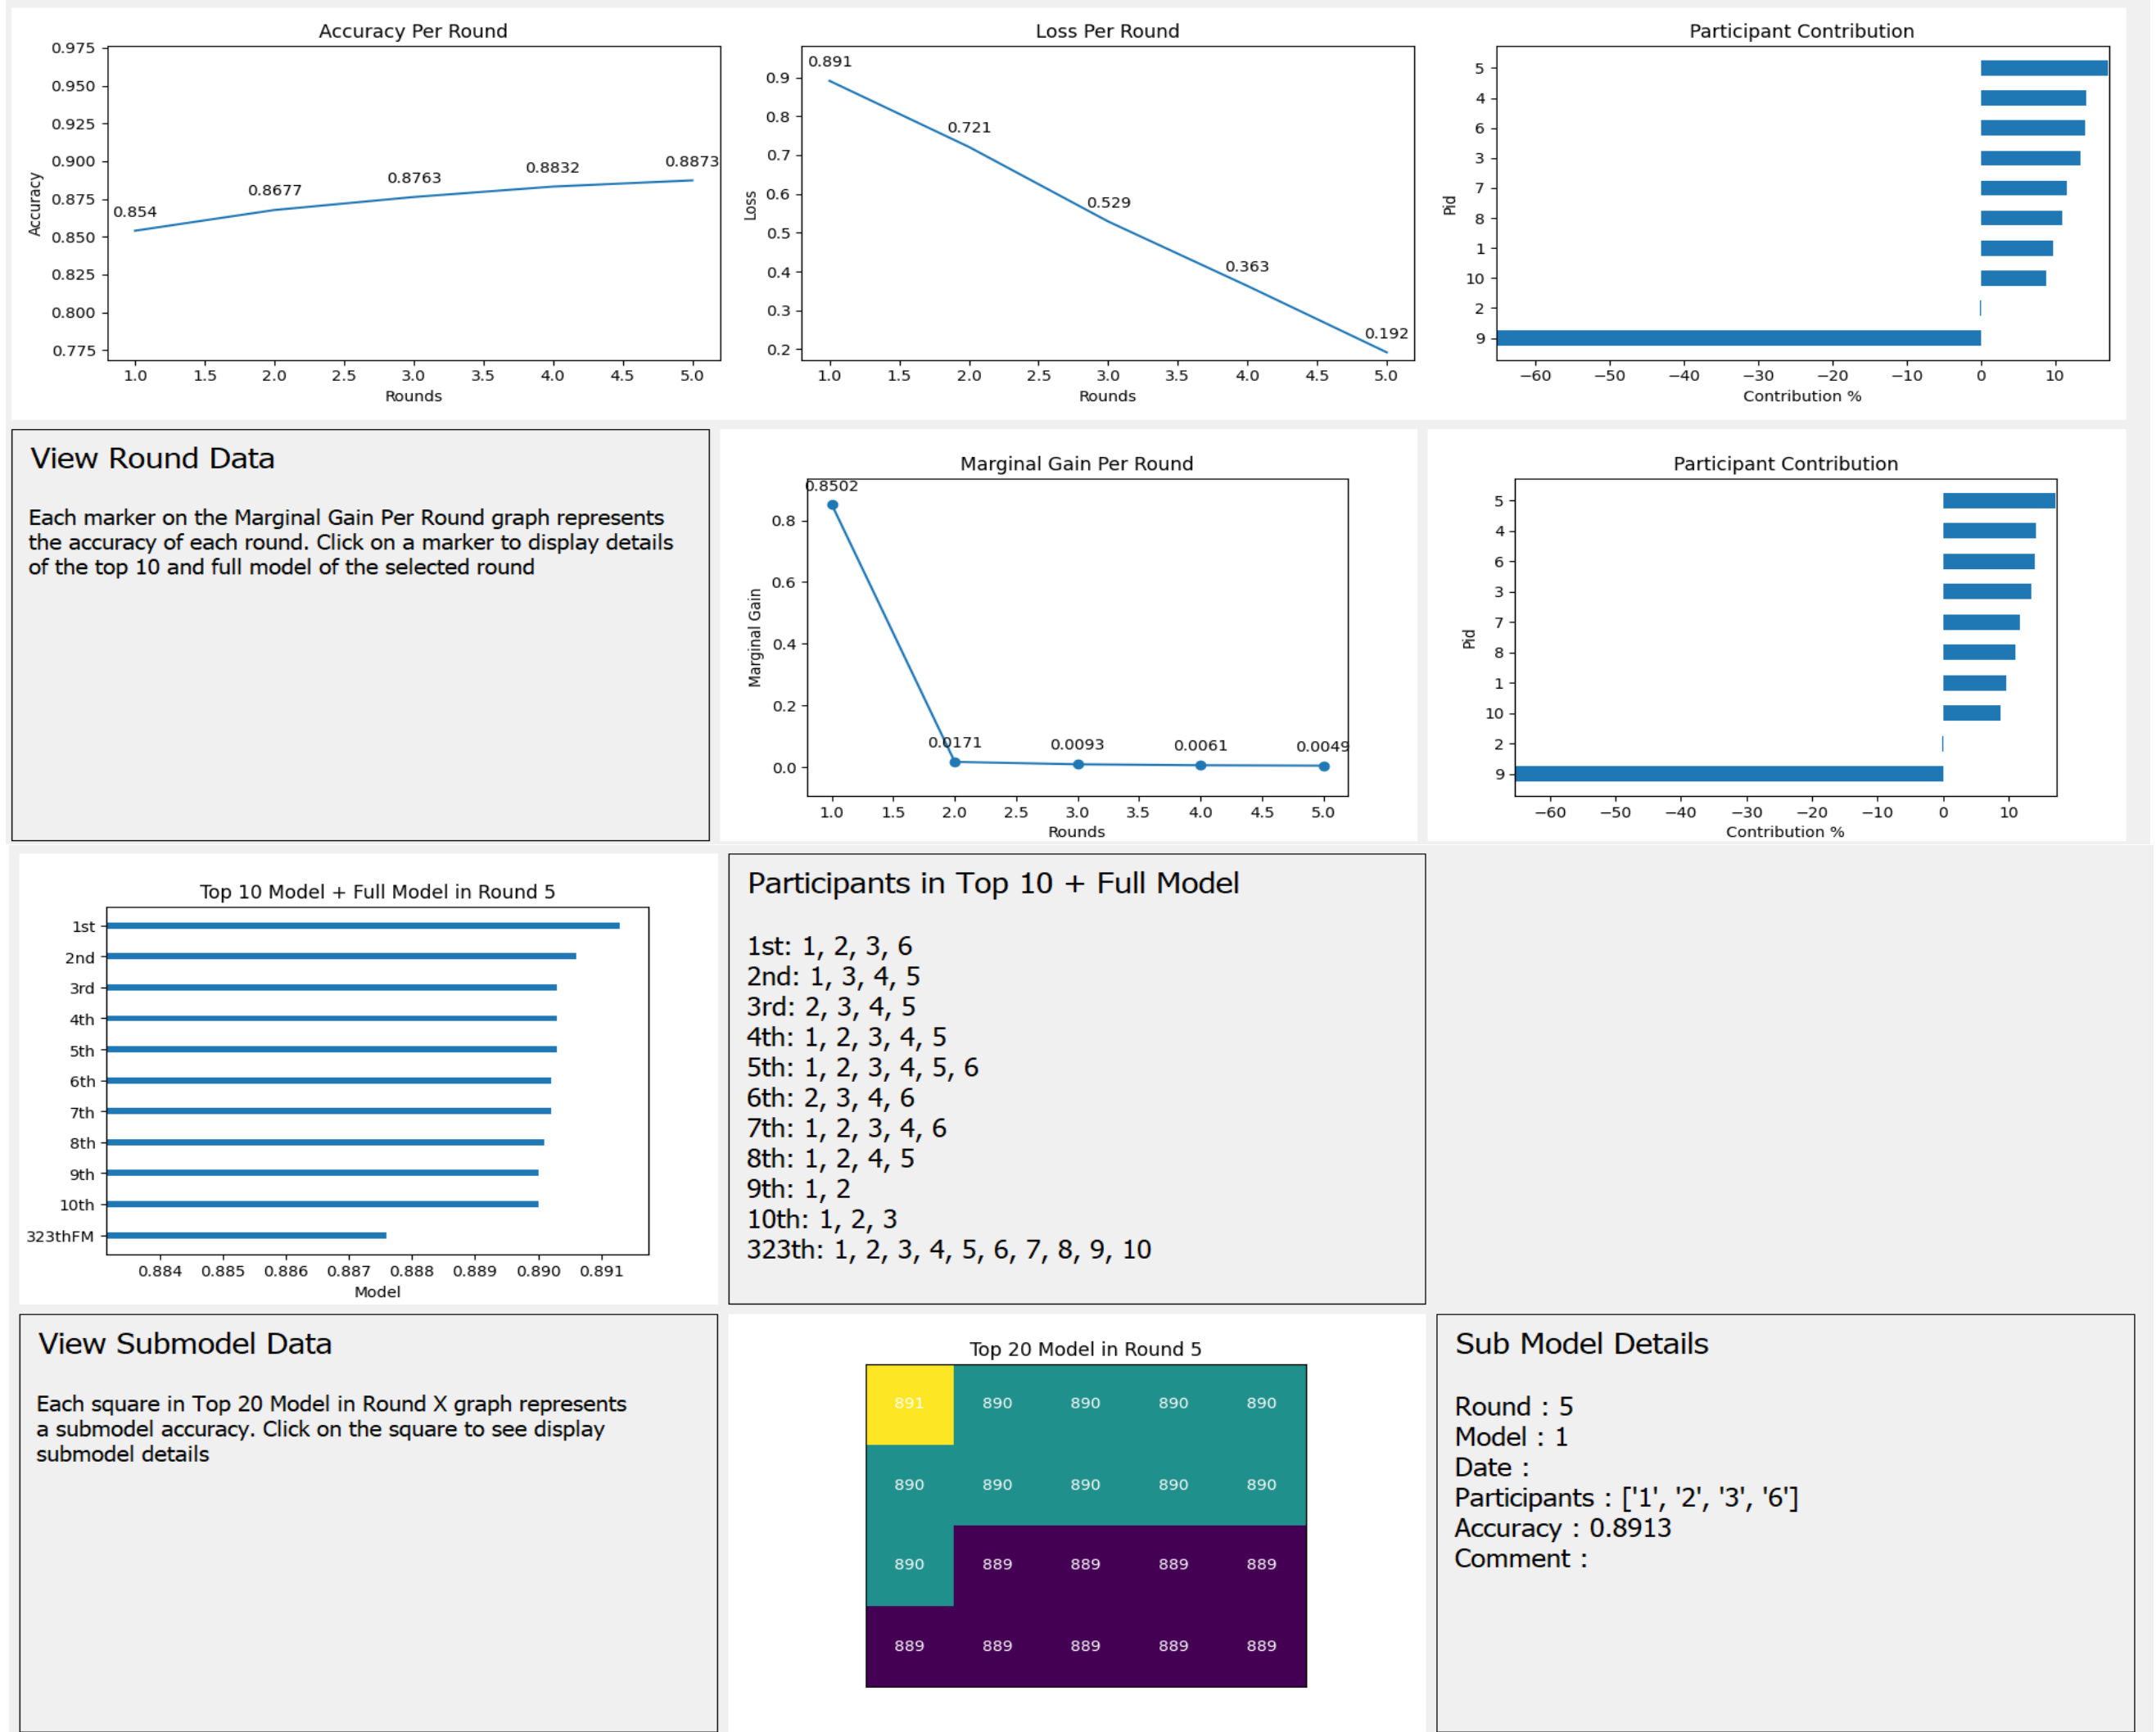 Accuracy Per Round
0.975
0.950
0.925
0.900
0.875
0.850
0.825
0.800
0.775
Accuracy
0.854
0.8677
0.8763
0.8832
0.8873
1.0 1.5 2.0 2.5 3.0 3.5 4.0 4.5 5.0
Rounds
Loss Per Round
0.9
0.8
0.7
0.6
0.5
0.4
0.3
0.2
Loss
0.891
0.721
0.529
0.363
0.192
1.0 1.5 2.0 2.5 3.0 3.5 4.0 4.5 5.0
Rounds
Participant Contribution
5
4
6
3
7
8
1
10
2
9
Pid
−60 −50 −40 −30 −20 −10 0 10
Contribution %
View Round Data
Each marker on the Marginal Gain Per Round graph represents
the accuracy of each round. Click on a marker to display details
of the top 10 and full model of the selected round
Marginal Gain Per Round
0.8
0.6
0.4
0.2
0.0
Marginal Gain
0.8502
0.0171
0.0093
0.0061
0.0049
1.0 1.5 2.0 2.5 3.0 3.5 4.0 4.5 5.0
Rounds
Participant Contribution
5
4
6
3
7
8
1
10
2
9
Pid
−60 −50 −40 −30 −20 −10 0 10
Contribution %
Top 10 Model + Full Model in Round 5
1st
2nd
3rd
4th
5th
6th
7th
8th
9th
10th
323thFM
0.884 0.885 0.886 0.887 0.888 0.889 0.890 0.891
Model
Participants in Top 10 + Full Model
1st: 1, 2, 3, 6
2nd: 1, 3, 4, 5
3rd: 2, 3, 4, 5
4th: 1, 2, 3, 4, 5
5th: 1, 2, 3, 4, 5, 6
6th: 2, 3, 4, 6
7th: 1, 2, 3, 4, 6
8th: 1, 2, 4, 5
9th: 1, 2
10th: 1, 2, 3
323th: 1, 2, 3, 4, 5, 6, 7, 8, 9, 10
View Submodel Data
Each square in Top 20 Model in Round X graph represents
a submodel accuracy. Click on the square to see display
submodel details
Top 20 Model in Round 5
891 890 890 890 890
890 890 890 890 890
890 889 889 889 889
889 889 889 889 889
Sub Model Details
Round : 5
Model : 1
Date :
Participants : ['1', '2', '3', '6']
Accuracy : 0.8913
Comment :